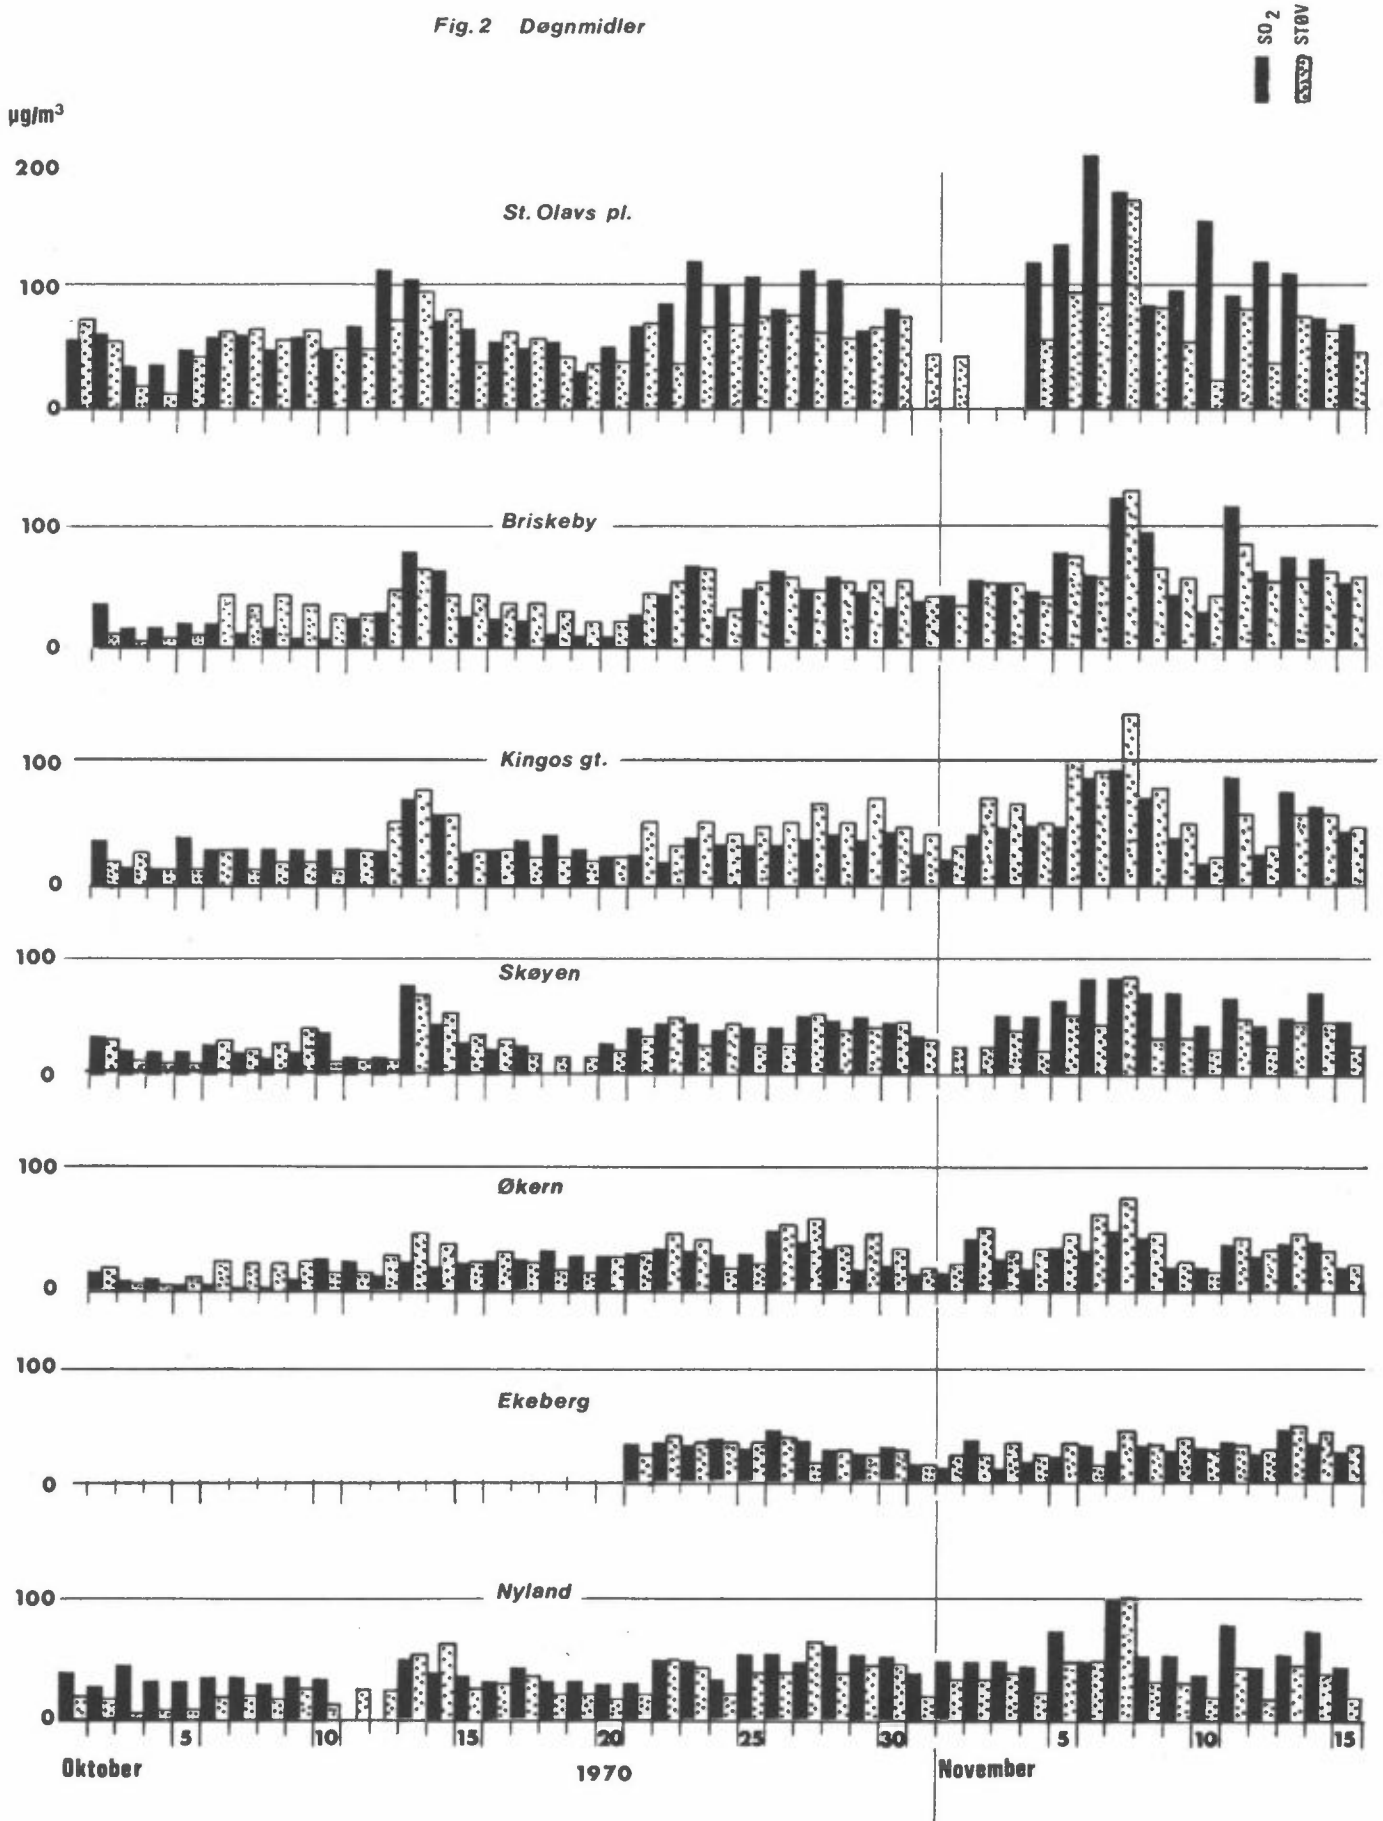 Fig. 2 Døgnmidler
SO2
STØV
µg/m³
200
St. Olavs pl.
100
0
100
Briskeby
0
100
Kingos gt.
0
100
Skøyen
0
100
Økern
0
100
Ekeberg
0
100
Nyland
0
5 10 15 20 25 30 5 10 15
Oktober 1970 November